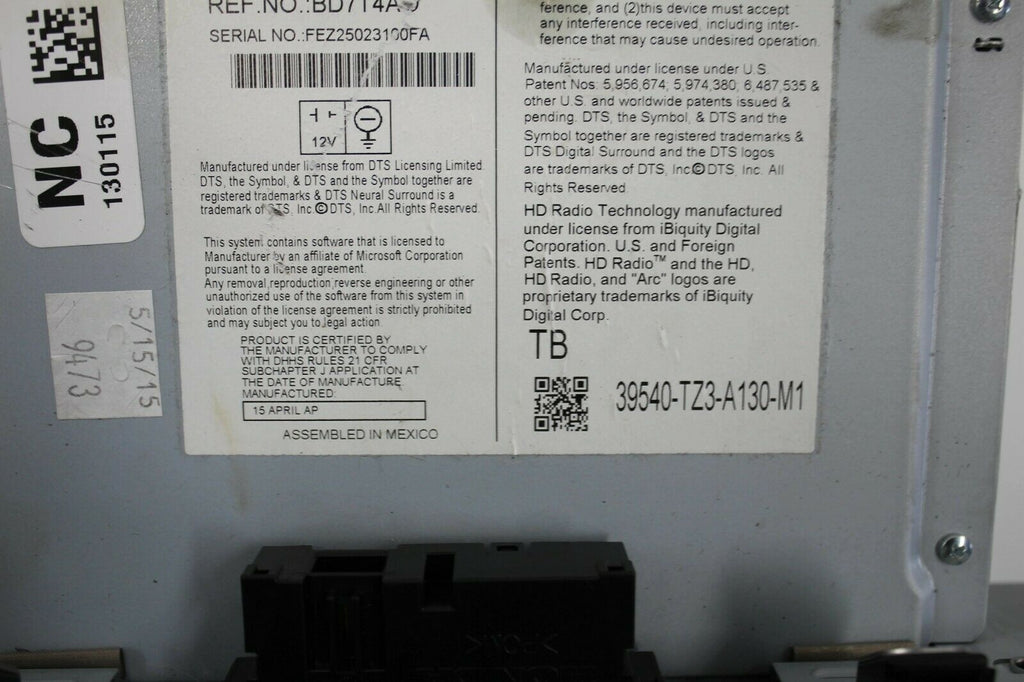 REF.NO.:BD7T4A
SERIAL NO.:FEZ25023100FA
12V
Manufactured under license from DTS Licensing Limited.
DTS, the Symbol, & DTS and the Symbol together are
registered trademarks & DTS Neural Surround is a
trademark of DTS, Inc.©DTS, Inc.All Rights Reserved.
This system contains software that is licensed to
Manufacturer by an affiliate of Microsoft Corporation
pursuant to a license agreement.
Any removal,reproduction,reverse engineering or other
unauthorized use of the software from this system in
violation of the license agreement is strictly prohibited
and may subject you to legal action
PRODUCT IS CERTIFIED BY
THE MANUFACTURER TO COMPLY
WITH DHHS RULES 21 CFR
SUBCHAPTER J APPLICATION AT
THE DATE OF MANUFACTURE.
MANUFACTURED:
15 APRIL AP
ASSEMBLED IN MEXICO
ference, and (2)this device must accept
any interference received, including inter-
ference that may cause undesired operation.
Manufactured under license under U.S.
Patent Nos: 5,956,674; 5,974,380; 6,487,535 &
other U.S. and worldwide patents issued &
pending. DTS, the Symbol, & DTS and the
Symbol together are registered trademarks &
DTS Digital Surround and the DTS logos
are trademarks of DTS, Inc©DTS, Inc. All
Rights Reserved.
HD Radio Technology manufactured
under license from iBiquity Digital
Corporation. U.S. and Foreign
Patents. HD Radio™ and the HD,
HD Radio, and "Arc" logos are
proprietary trademarks of iBiquity
Digital Corp.
TB
39540-TZ3-A130-M1
NC
130115
5/15/15
9473